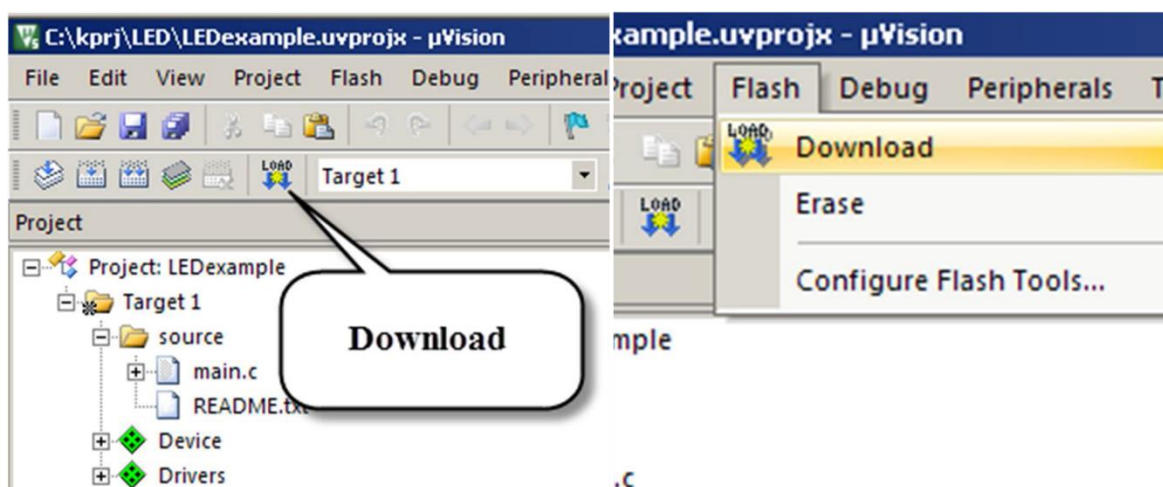 C:\kprj\LED\LEDexample.uvprojx - µVision
File Edit View Project Flash Debug Peripheral
LOAD Target 1
Project
Project: LEDexample
Target 1
source
main.c
README.txt
Device
Drivers
Download
xample.uvprojx - µVision
Project Flash Debug Peripherals T
LOAD Download
LOAD
Erase
Configure Flash Tools...
mple
.c